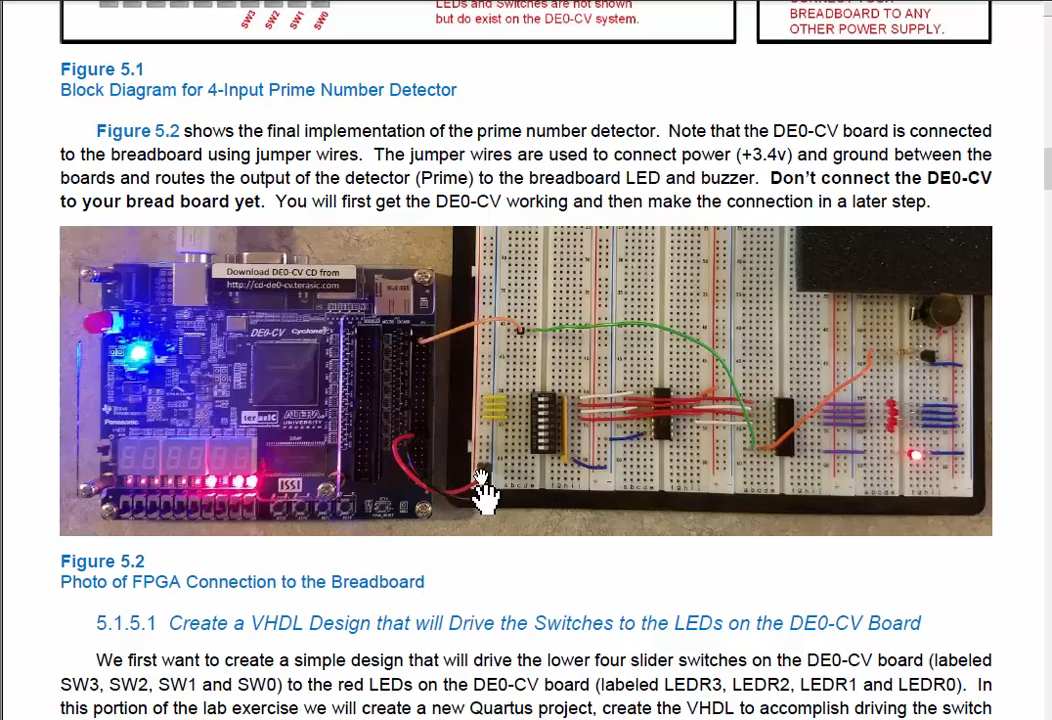 LEDs and Switches are not shown
but do exist on the DE0-CV system.
SW3 SW2 SW1 SW0
BREADBOARD TO ANY
OTHER POWER SUPPLY.
Figure 5.1
Block Diagram for 4-Input Prime Number Detector
Figure 5.2 shows the final implementation of the prime number detector. Note that the DE0-CV board is connected
to the breadboard using jumper wires. The jumper wires are used to connect power (+3.4v) and ground between the
boards and routes the output of the detector (Prime) to the breadboard LED and buzzer. Don't connect the DE0-CV
to your bread board yet. You will first get the DE0-CV working and then make the connection in a later step.
Download DE0-CV CD from
http://cd-de0-cv.terasic.com
DE0-CV Cyclone
terasIC
ALTERA
UNIVERSITY
PROGRAM
Panasonic
ISSI
Figure 5.2
Photo of FPGA Connection to the Breadboard
5.1.5.1 Create a VHDL Design that will Drive the Switches to the LEDs on the DE0-CV Board
We first want to create a simple design that will drive the lower four slider switches on the DE0-CV board (labeled
SW3, SW2, SW1 and SW0) to the red LEDs on the DE0-CV board (labeled LEDR3, LEDR2, LEDR1 and LEDR0). In
this portion of the lab exercise we will create a new Quartus project, create the VHDL to accomplish driving the switch